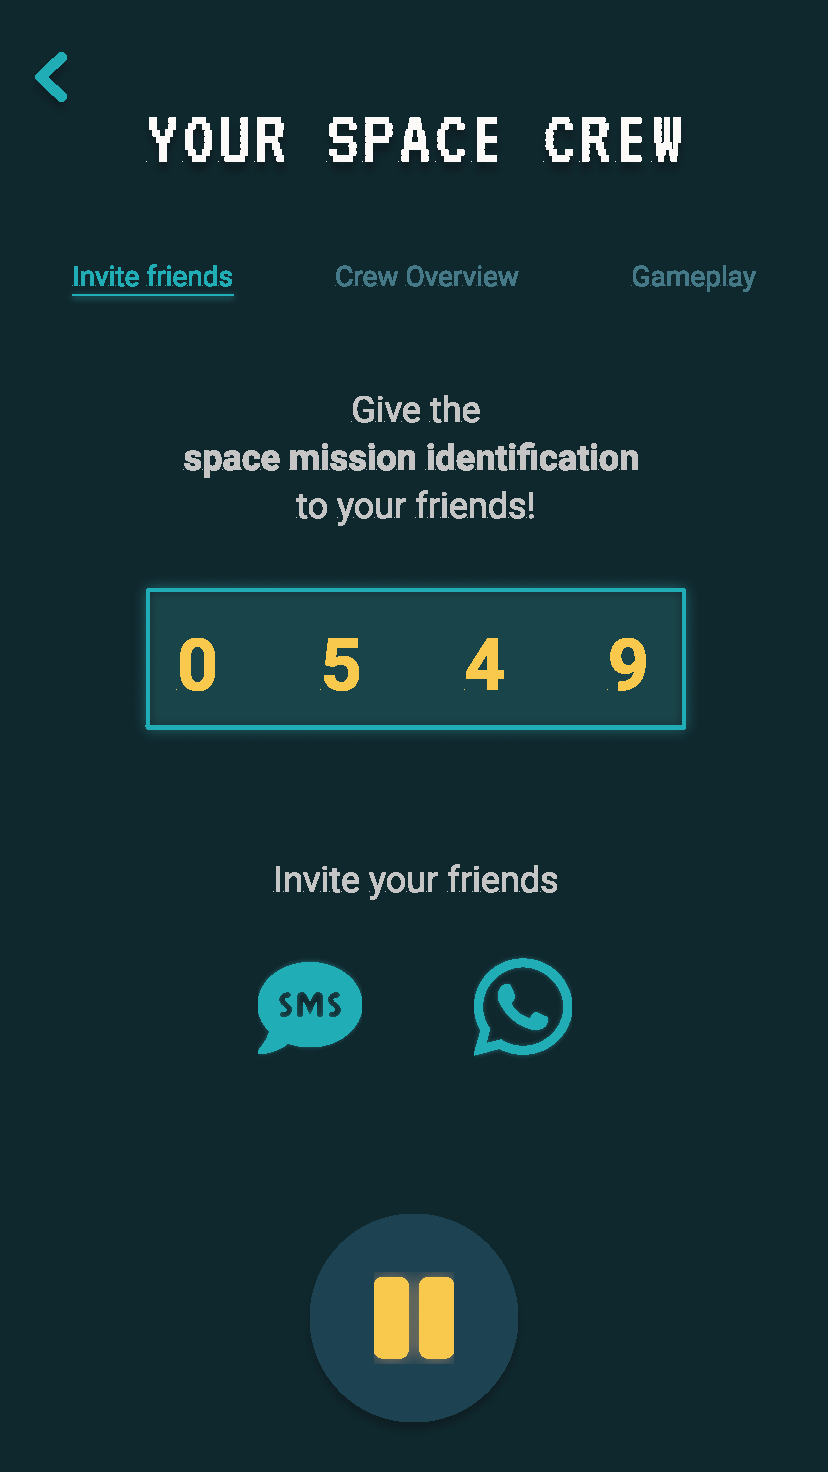 YOUR SPACE CREW
Invite friends Crew Overview Gameplay
Give the
space mission identification
to your friends!
0 5 4 9
Invite your friends
SMS